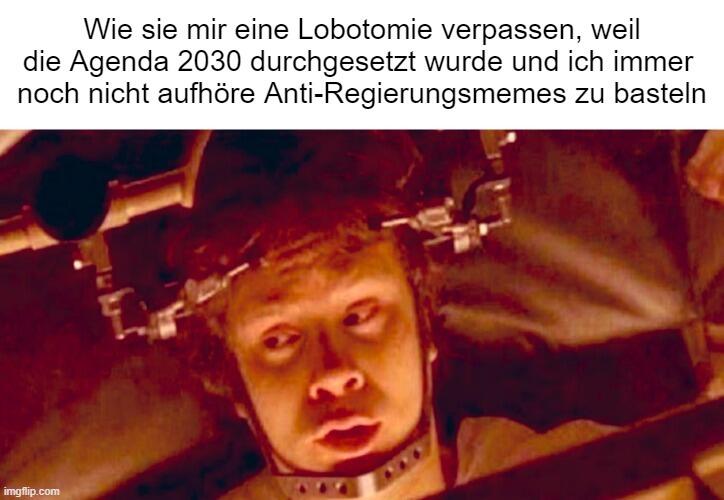 Wie sie mir eine Lobotomie verpassen, weil
die Agenda 2030 durchgesetzt wurde und ich immer
noch nicht aufhöre Anti-Regierungsmemes zu basteln
imgflip.com